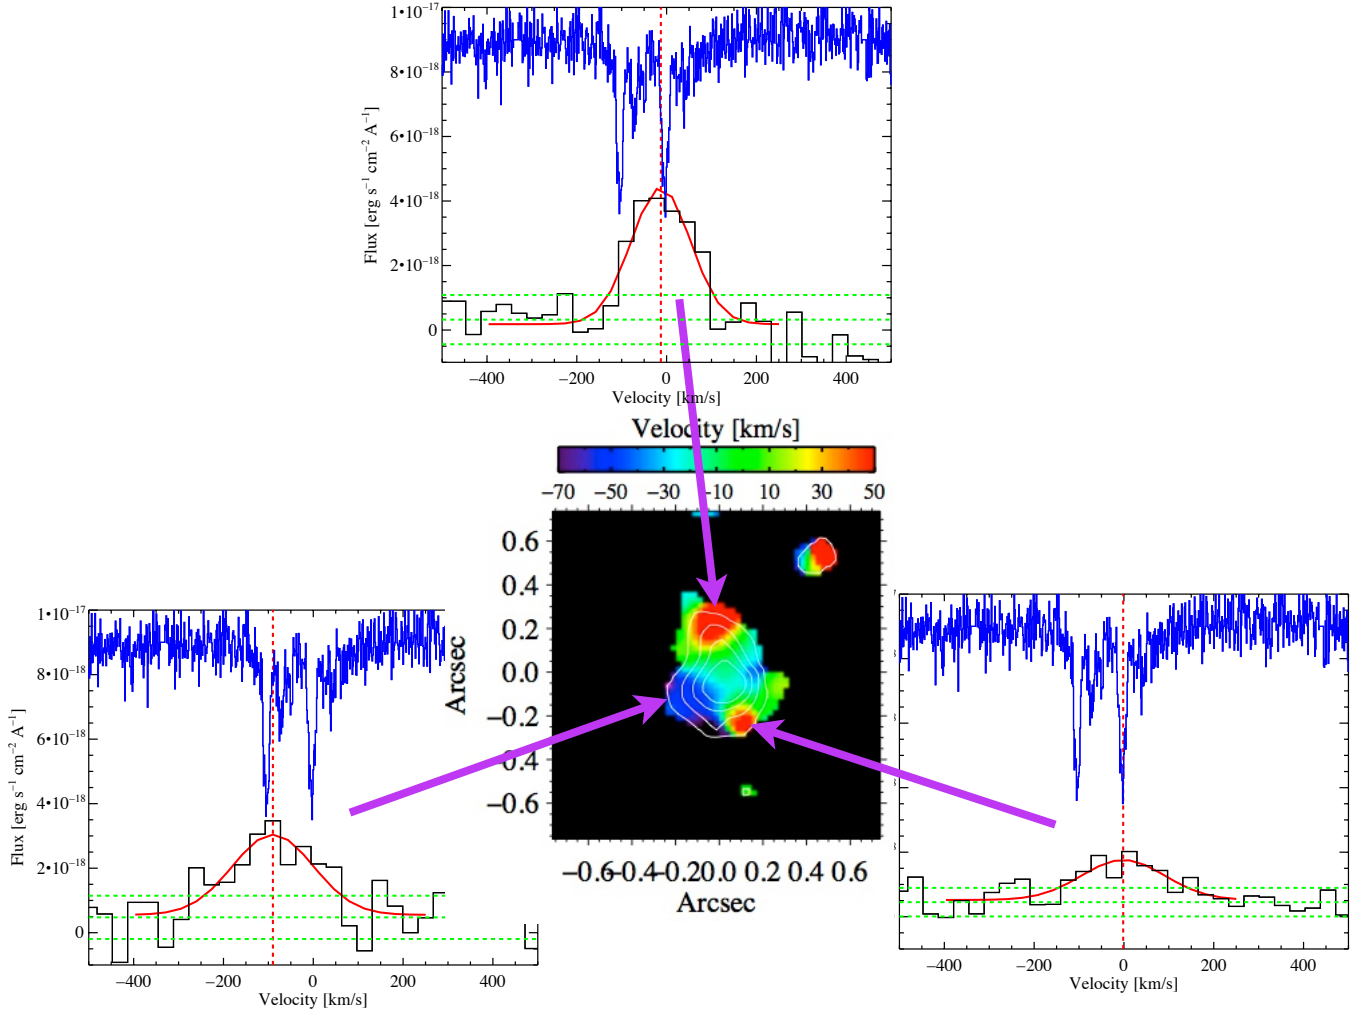 1•10⁻¹⁷
8•10⁻¹⁸
6•10⁻¹⁸
4•10⁻¹⁸
2•10⁻¹⁸
0
Flux [erg s⁻¹ cm⁻² A⁻¹]
−400 −200 0 200 400
Velocity [km/s]
Velocity [km/s]
−70 −50 −30 −10 10 30 50
0.6
0.4
0.2
0.0
−0.2
−0.4
−0.6
Arcsec
−0.6−0.4−0.20.0 0.2 0.4 0.6
Arcsec
1•10⁻¹⁷
8•10⁻¹⁸
6•10⁻¹⁸
4•10⁻¹⁸
2•10⁻¹⁸
0
Flux [erg s⁻¹ cm⁻² A⁻¹]
−400 −200 0 200 400
Velocity [km/s]
−400 −200 0 200 400
Velocity [km/s]